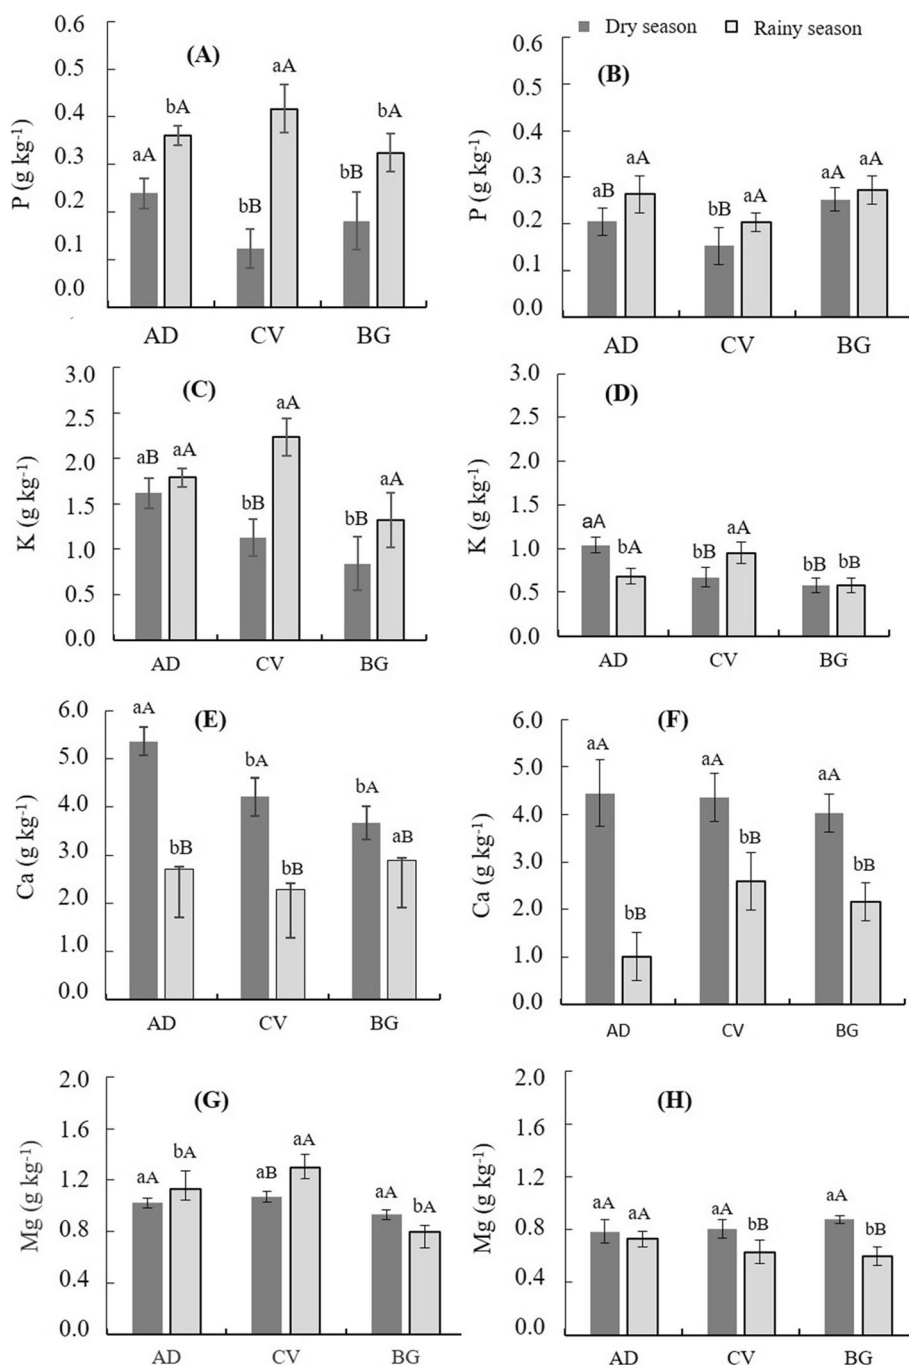 Dry season Rainy season
(A)
P (g kg-1)
0.6
0.5
0.4
0.3
0.2
0.1
0.0
aA bA bB aA bB bA
AD CV BG
(B)
P (g kg-1)
0.6
0.5
0.4
0.3
0.2
0.1
0.0
aB aA bB aA aA aA
AD CV BG
(C)
K (g kg-1)
3.0
2.5
2.0
1.5
1.0
0.5
0.0
aB aA bB aA bB aA
AD CV BG
(D)
K (g kg-1)
3.0
2.5
2.0
1.5
1.0
0.5
0.0
aA bA bB aA bB bB
AD CV BG
(E)
Ca (g kg-1)
6.0
5.0
4.0
3.0
2.0
1.0
0.0
aA bB bA bB bA aB
AD CV BG
(F)
Ca (g kg-1)
6.0
5.0
4.0
3.0
2.0
1.0
0.0
aA bB aA bB aA bB
AD CV BG
(G)
Mg (g kg-1)
2.0
1.6
1.2
0.8
0.4
0.0
aA bA aB aA aA bA
AD CV BG
(H)
Mg (g kg-1)
2.0
1.6
1.2
0.8
0.4
0.0
aA aA aA bB aA bB
AD CV BG